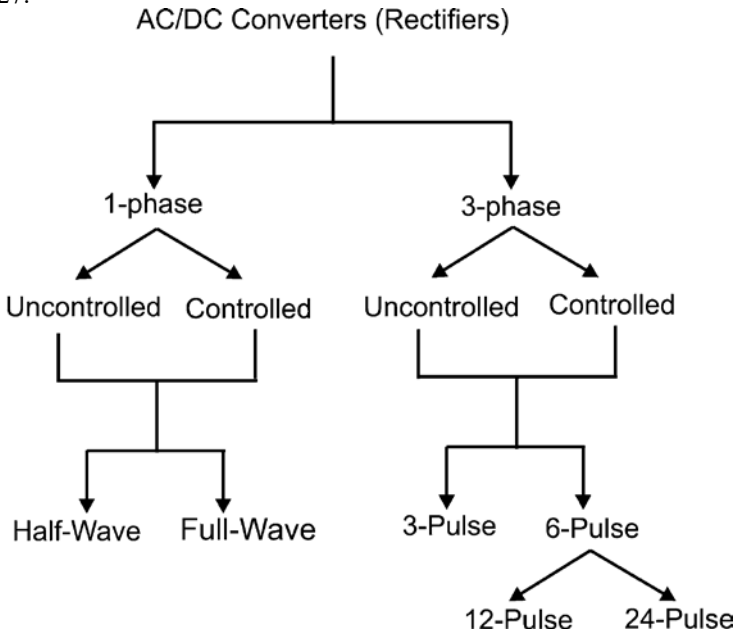 AC/DC Converters (Rectifiers)
1-phase
3-phase
Uncontrolled
Controlled
Uncontrolled
Controlled
Half-Wave
Full-Wave
3-Pulse
6-Pulse
12-Pulse
24-Pulse